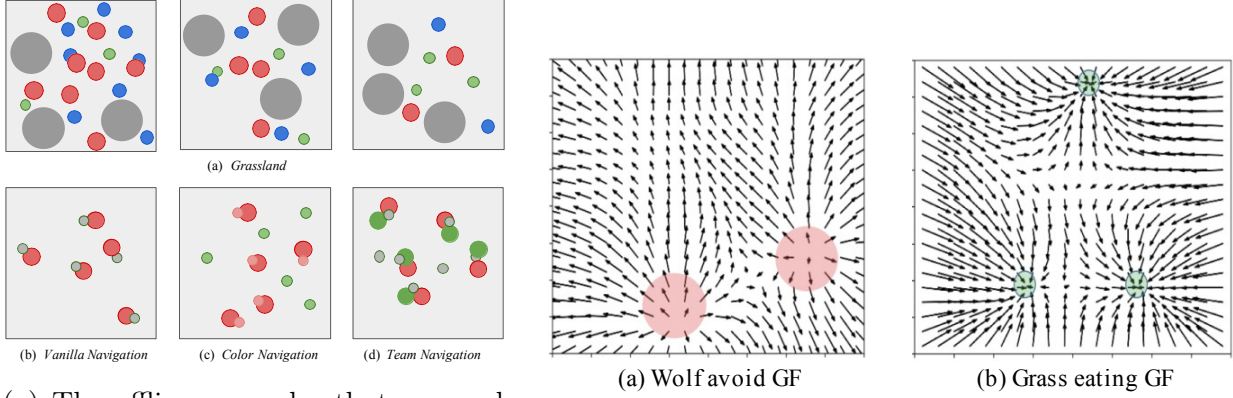 (a) Grassland
(b) Vanilla Navigation
(c) Color Navigation
(d) Team Navigation
(a) Wolf avoid GF
(b) Grass eating GF